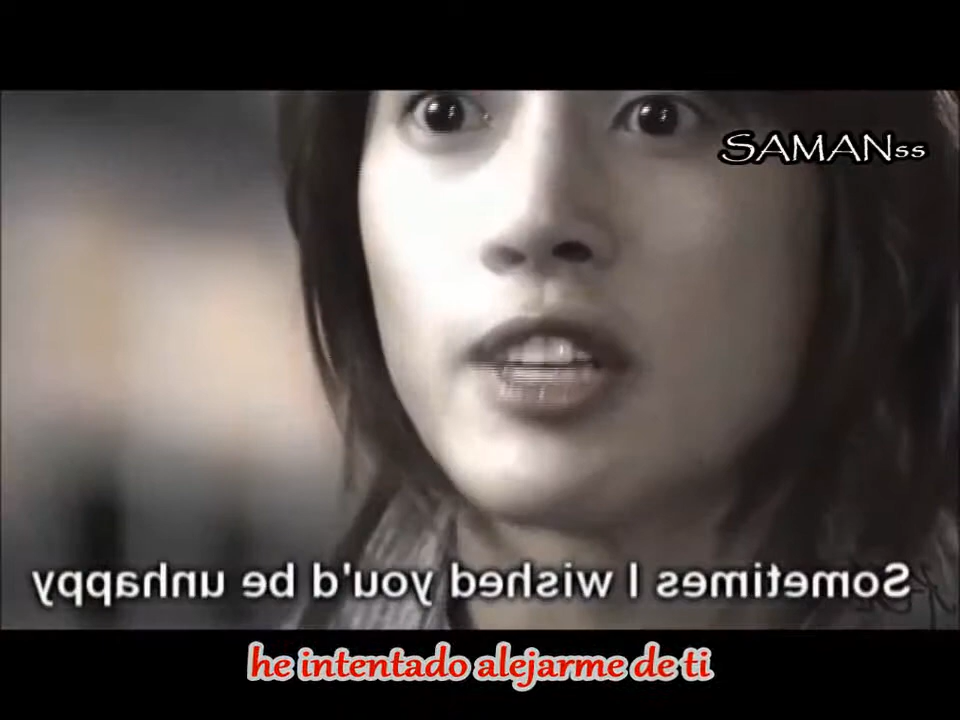 SAMANss
Sometimes I wished you'd be unhappy
he intentado alejarme de ti